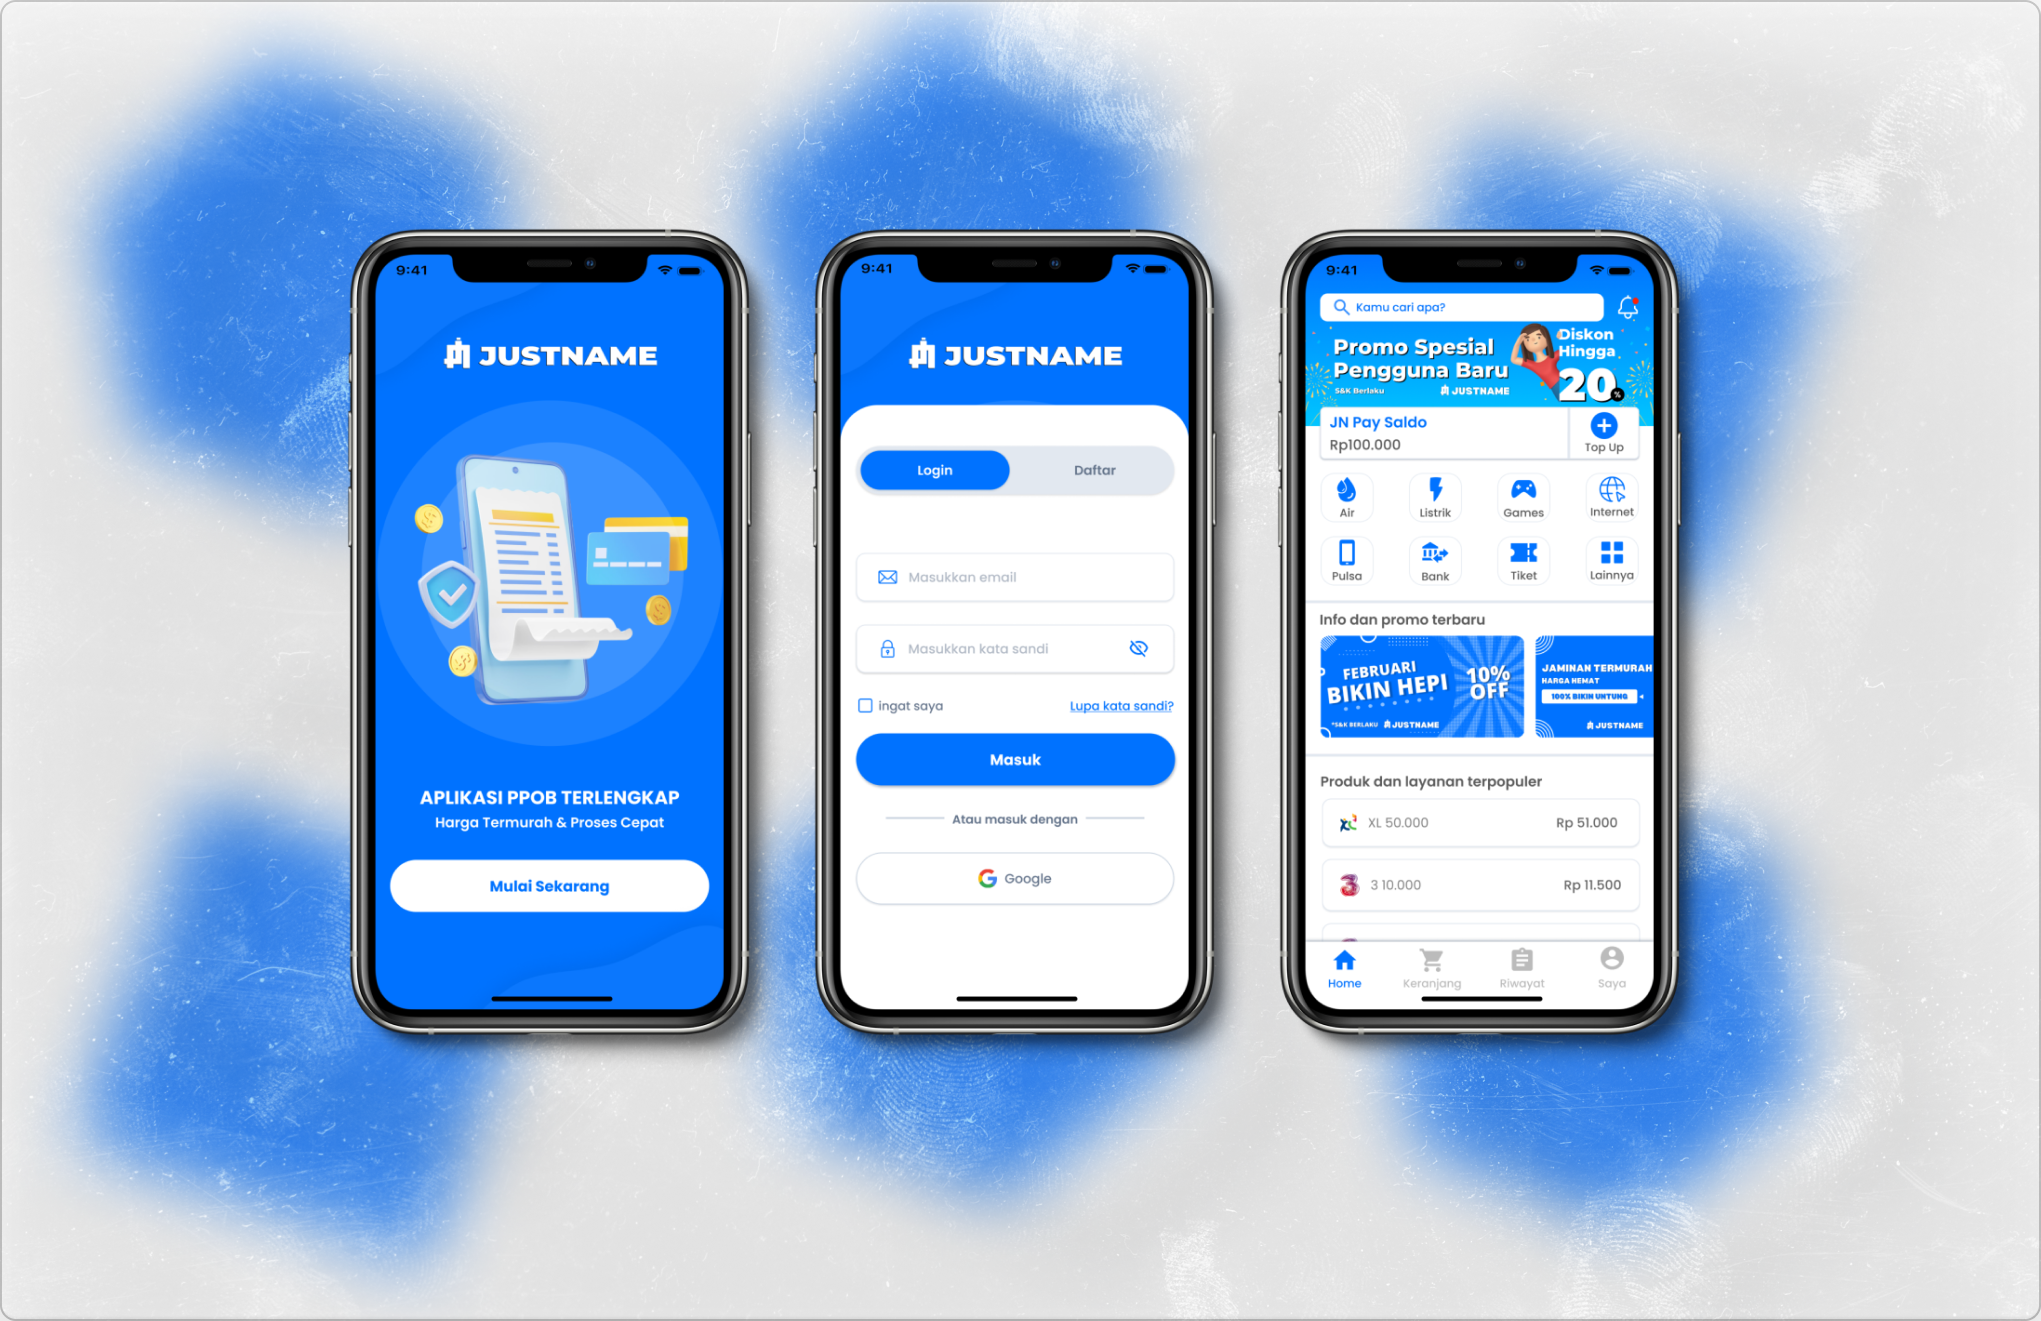 9:41
JUSTNAME
APLIKASI PPOB TERLENGKAP
Harga Termurah & Proses Cepat
Mulai Sekarang
9:41
JUSTNAME
Login
Daftar
Masukkan email
Masukkan kata sandi
ingat saya
Lupa kata sandi?
Masuk
Atau masuk dengan
Google
9:41
Kamu cari apa?
Promo Spesial
Pengguna Baru
S&K Berlaku
JUSTNAME
Diskon
Hingga
20%
JN Pay Saldo
Rp100.000
Top Up
Air
Listrik
Games
Internet
Pulsa
Bank
Tiket
Lainnya
Info dan promo terbaru
FEBRUARI
BIKIN HEPI
10%
OFF
*S&K BERLAKU
JUSTNAME
JAMINAN TERMURAH
HARGA HEMAT
100% BIKIN UNTUNG
JUSTNAME
Produk dan layanan terpopuler
XL 50.000
Rp 51.000
3 10.000
Rp 11.500
Home
Keranjang
Riwayat
Saya